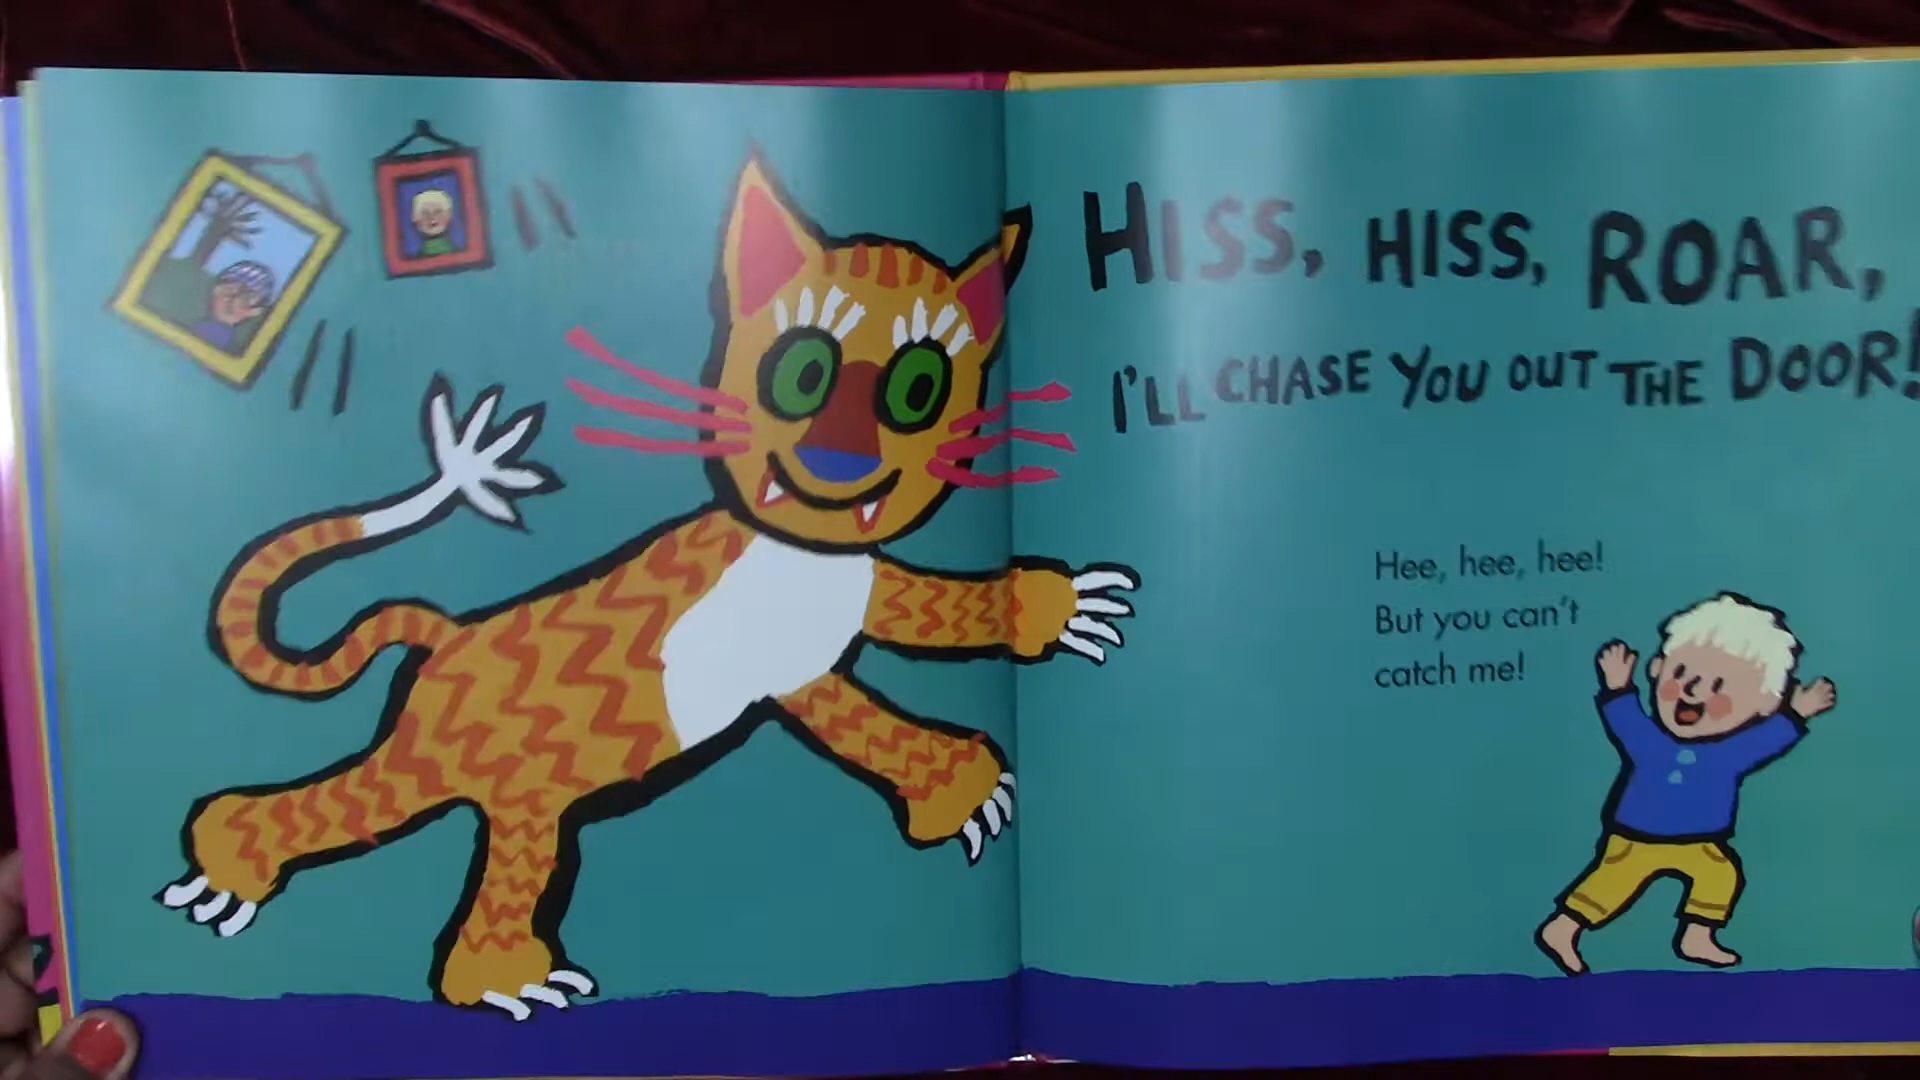 HISS, HISS, ROAR,
I'LL CHASE YOU OUT THE DOOR!
Hee, hee, hee!
But you can't
catch me!